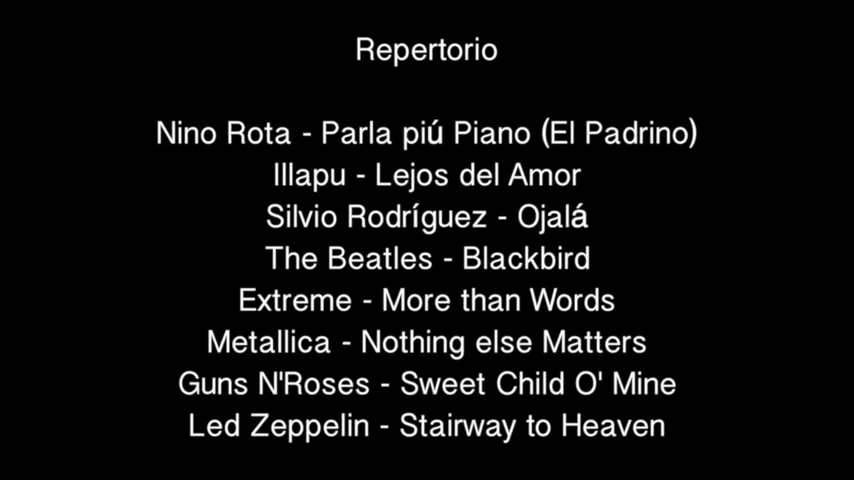 Repertorio
Nino Rota - Parla piú Piano (El Padrino)
Illapu - Lejos del Amor
Silvio Rodríguez - Ojalá
The Beatles - Blackbird
Extreme - More than Words
Metallica - Nothing else Matters
Guns N'Roses - Sweet Child O' Mine
Led Zeppelin - Stairway to Heaven